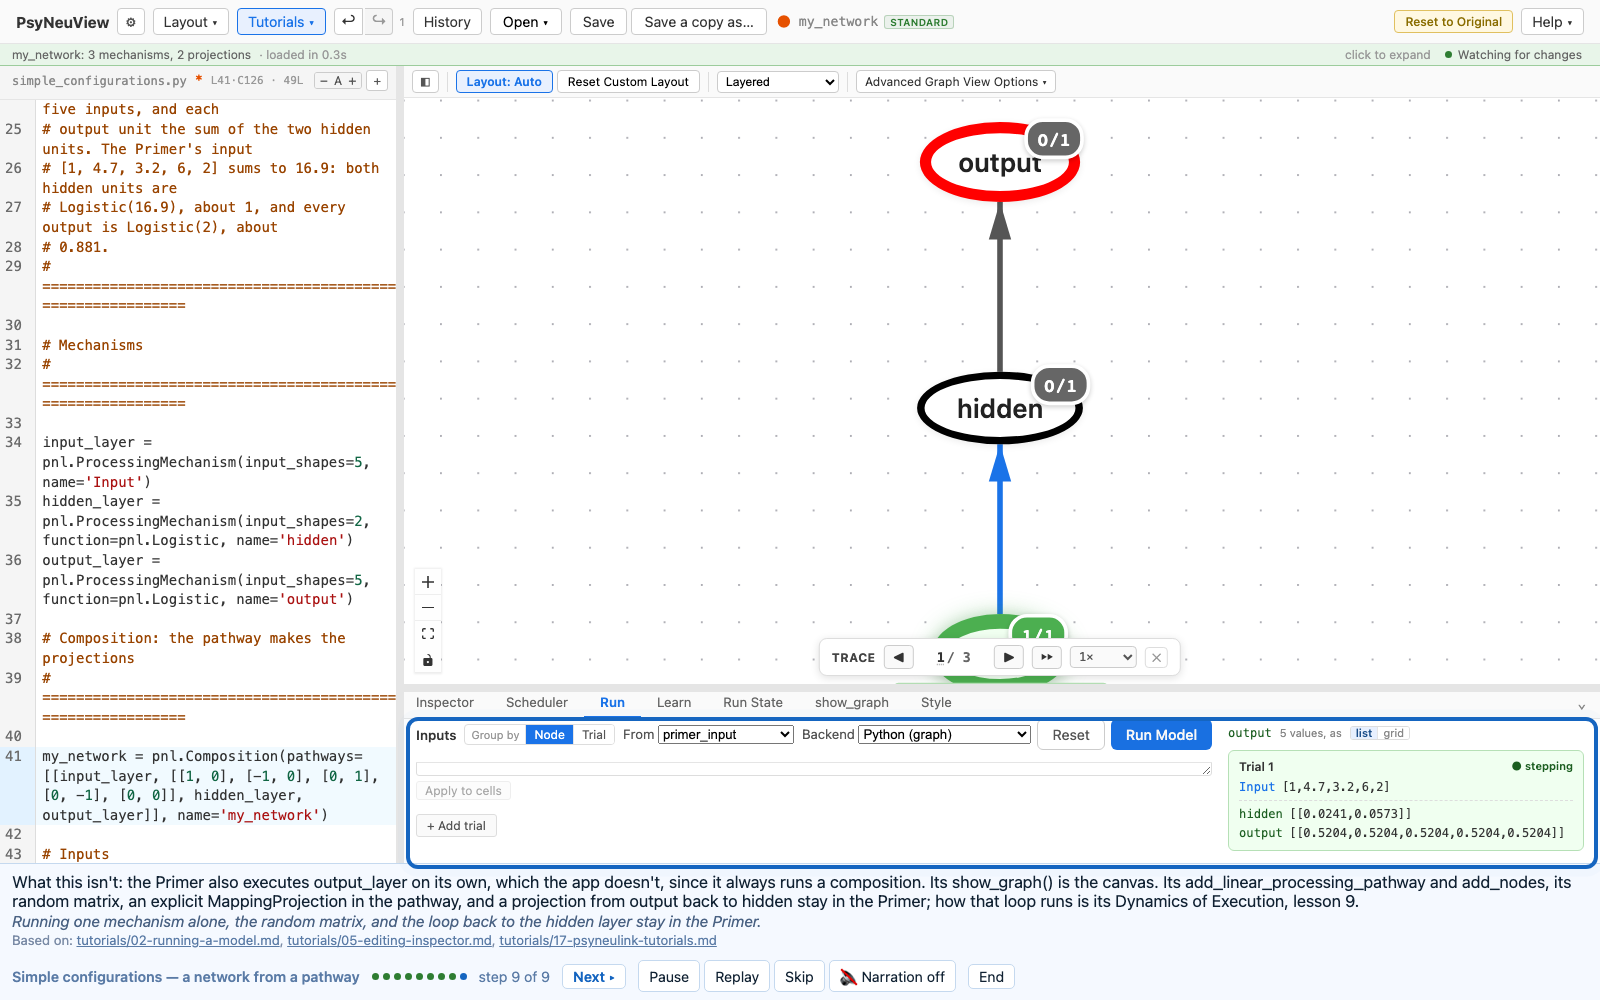 PsyNeuView ⚙ Layout ▾ Tutorials ▾ ↩ ↪ 1 History Open ▾ Save Save a copy as... my_network STANDARD Reset to Original Help ▾
my_network: 3 mechanisms, 2 projections · loaded in 0.3s click to expand Watching for changes
simple_configurations.py * L41·C126 · 49L − A + +
Layout: Auto Reset Custom Layout Layered Advanced Graph View Options ▾
five inputs, and each
25 # output unit the sum of the two hidden
units. The Primer's input
26 # [1, 4.7, 3.2, 6, 2] sums to 16.9: both
hidden units are
27 # Logistic(16.9), about 1, and every
output is Logistic(2), about
28 # 0.881.
29 #
==========================================
=================
30
31 # Mechanisms
32 #
==========================================
=================
33
34 input_layer =
pnl.ProcessingMechanism(input_shapes=5,
name='Input')
35 hidden_layer =
pnl.ProcessingMechanism(input_shapes=2,
function=pnl.Logistic, name='hidden')
36 output_layer =
pnl.ProcessingMechanism(input_shapes=5,
function=pnl.Logistic, name='output')
37
38 # Composition: the pathway makes the
projections
39 #
==========================================
=================
40
41 my_network = pnl.Composition(pathways=
[[input_layer, [[1, 0], [-1, 0], [0, 1],
[0, -1], [0, 0]], hidden_layer,
output_layer]], name='my_network')
42
43 # Inputs
0/1
output
0/1
hidden
1/1
TRACE ◀ 1 / 3 ▶ ▸▸ 1× ×
Inspector Scheduler Run Learn Run State show_graph Style
Inputs Group by Node Trial From primer_input Backend Python (graph) Reset Run Model
Apply to cells
+ Add trial
output 5 values, as list grid
Trial 1 stepping
Input [1,4.7,3.2,6,2]
hidden [[0.0241,0.0573]]
output [[0.5204,0.5204,0.5204,0.5204,0.5204]]
What this isn't: the Primer also executes output_layer on its own, which the app doesn't, since it always runs a composition. Its show_graph() is the canvas. Its add_linear_processing_pathway and add_nodes, its
random matrix, an explicit MappingProjection in the pathway, and a projection from output back to hidden stay in the Primer; how that loop runs is its Dynamics of Execution, lesson 9.
Running one mechanism alone, the random matrix, and the loop back to the hidden layer stay in the Primer.
Based on: tutorials/02-running-a-model.md, tutorials/05-editing-inspector.md, tutorials/17-psyneulink-tutorials.md
Simple configurations — a network from a pathway step 9 of 9 Next ▸ Pause Replay Skip Narration off End